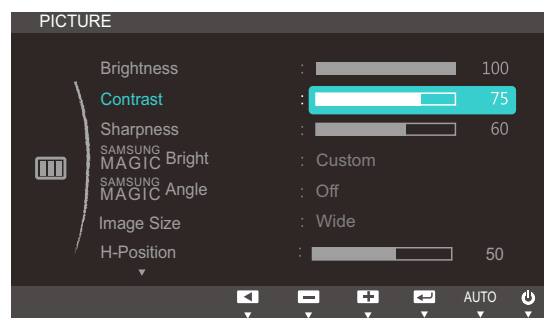 PICTURE
Brightness : 100
Contrast : 75
Sharpness : 60
SAMSUNG MAGIC Bright : Custom
SAMSUNG MAGIC Angle : Off
Image Size : Wide
H-Position : 50
AUTO